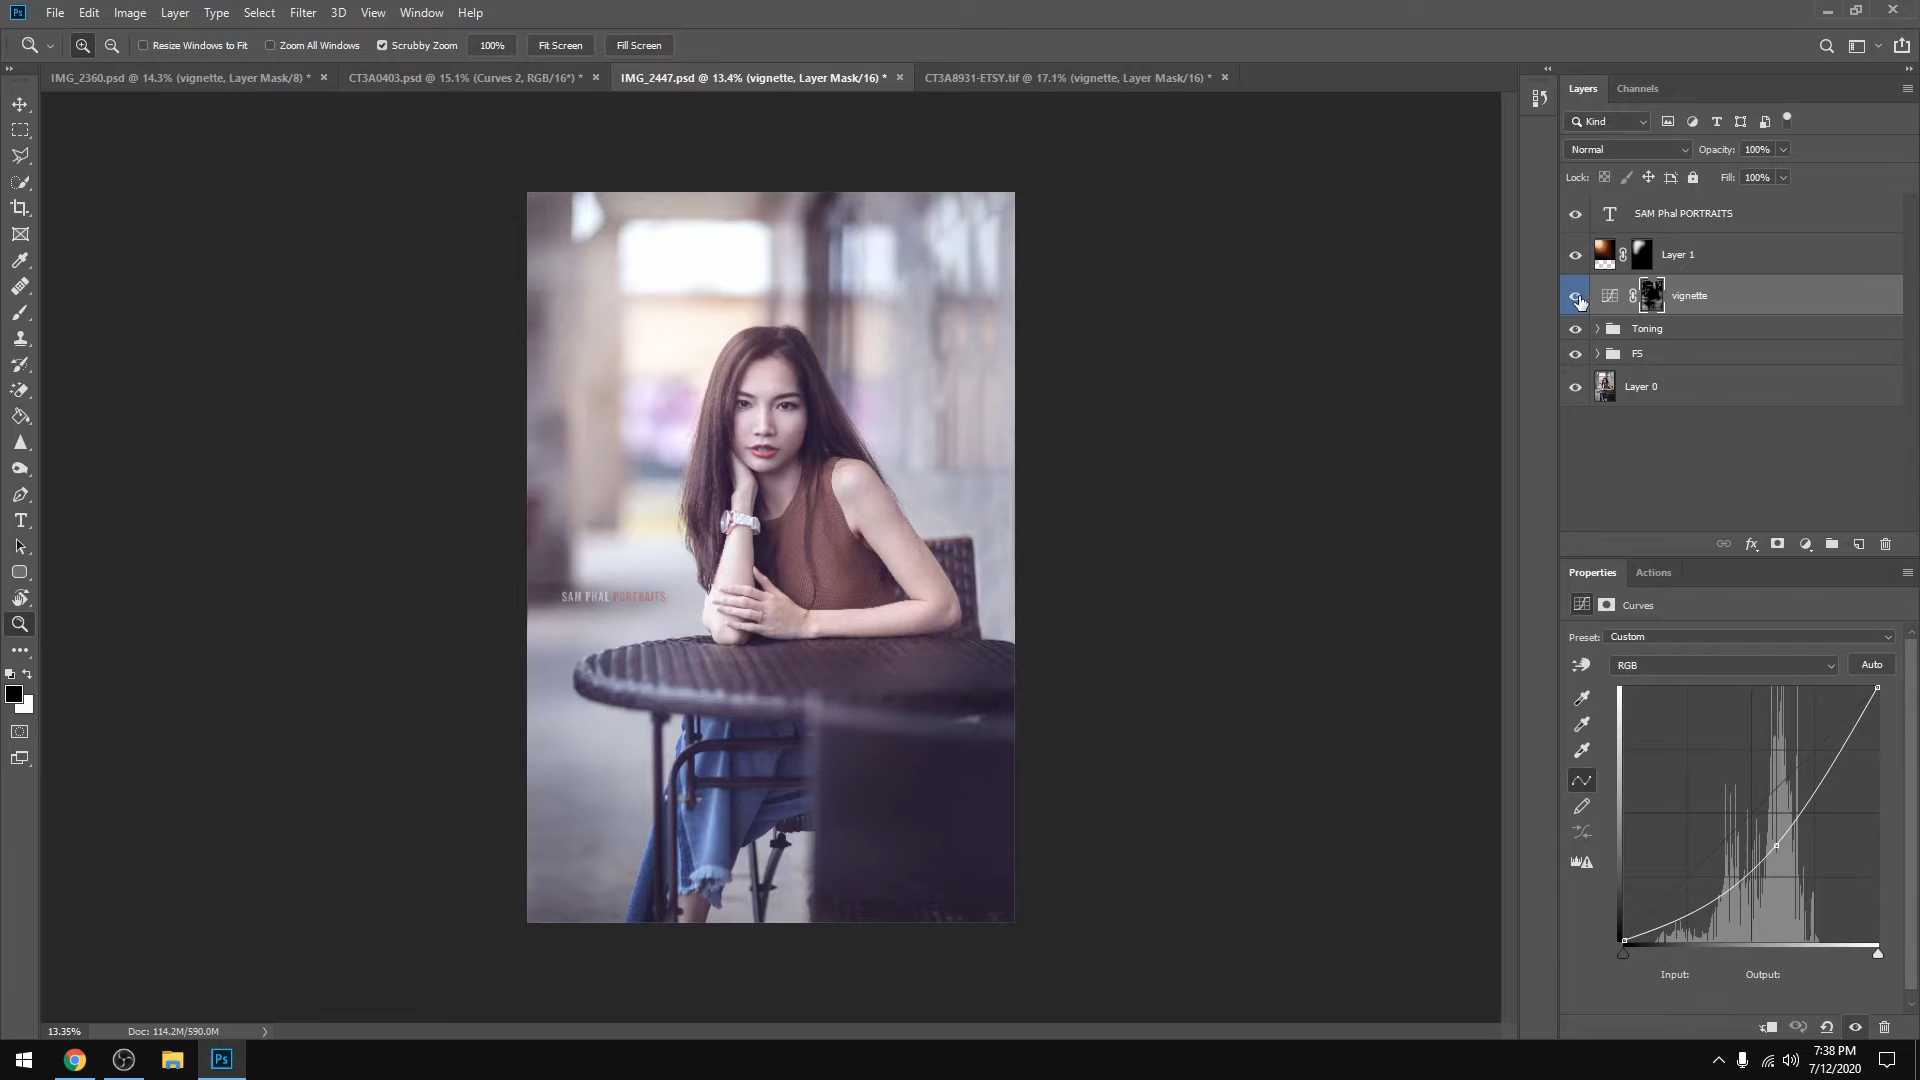 Ps File Edit Image Layer Type Select Filter 3D View Window Help
Resize Windows to Fit Zoom All Windows Scrubby Zoom 100% Fit Screen Fill Screen
IMG_2360.psd @ 14.3% (vignette, Layer Mask/8) * CT3A0403.psd @ 15.1% (Curves 2, RGB/16*) * IMG_2447.psd @ 13.4% (vignette, Layer Mask/16) * CT3A8931-ETSY.tif @ 17.1% (vignette, Layer Mask/16) *
Layers Channels
Kind
Normal Opacity: 100%
Lock: Fill: 100%
SAM Phal PORTRAITS
Layer 1
vignette
Toning
FS
Layer 0
SAM PHAL PORTRAITS
fx
Properties Actions
Curves
Preset: Custom
RGB Auto
Input: Output:
13.35% Doc: 114.2M/590.0M
Ps
7:38 PM
7/12/2020